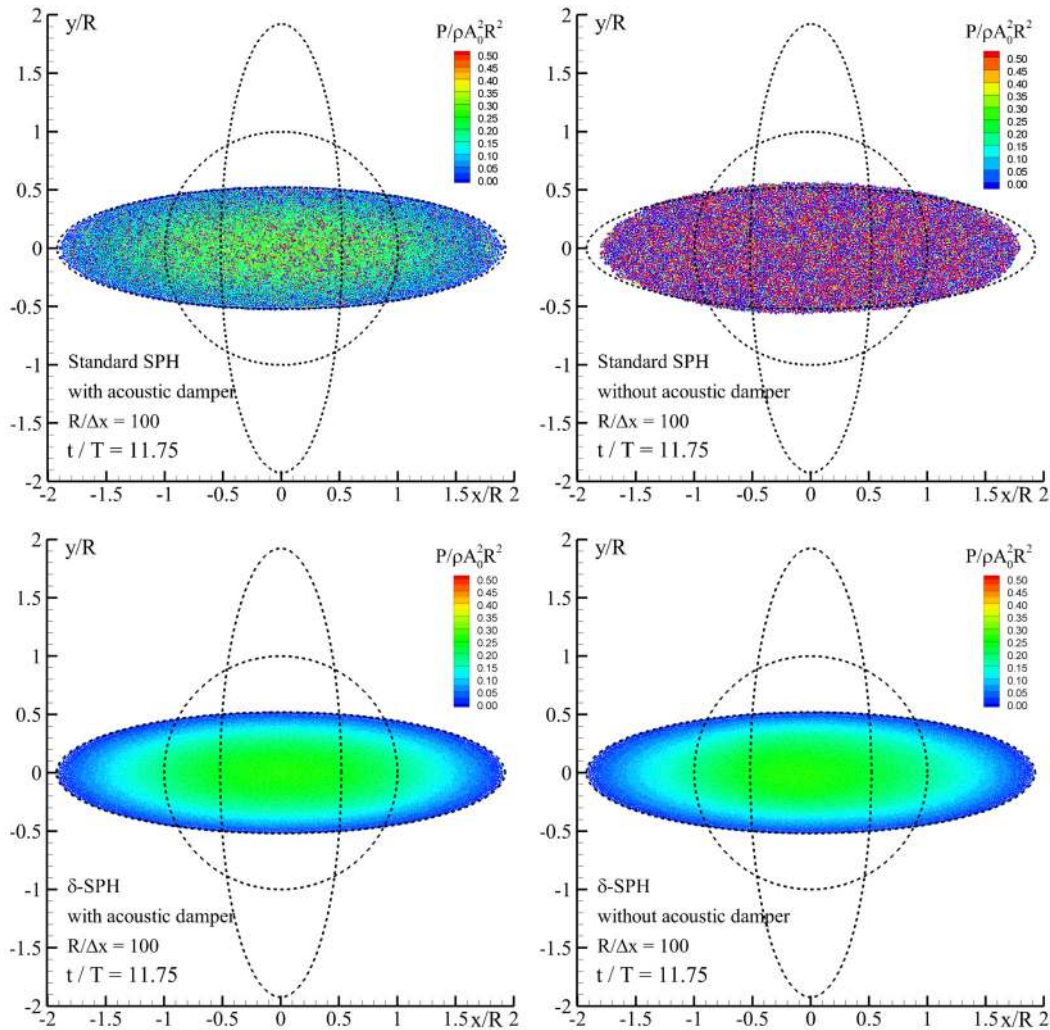 2 y/R
P/ρA₀²R²
1.5
0.50
0.45
0.40
0.35
0.30
0.25
0.20
0.15
0.10
0.05
0.00
1
0.5
0
-0.5
-1
Standard SPH
with acoustic damper
R/Δx = 100
-1.5
t / T = 11.75
-2
-2 -1.5 -1 -0.5 0 0.5 1 1.5 x/R 2
2 y/R
P/ρA₀²R²
1.5
0.50
0.45
0.40
0.35
0.30
0.25
0.20
0.15
0.10
0.05
0.00
1
0.5
0
-0.5
-1
Standard SPH
without acoustic damper
R/Δx = 100
-1.5
t / T = 11.75
-2
-2 -1.5 -1 -0.5 0 0.5 1 1.5 x/R 2
2 y/R
P/ρA₀²R²
1.5
0.50
0.45
0.40
0.35
0.30
0.25
0.20
0.15
0.10
0.05
0.00
1
0.5
0
-0.5
-1
δ-SPH
with acoustic damper
R/Δx = 100
-1.5
t / T = 11.75
-2
-2 -1.5 -1 -0.5 0 0.5 1 1.5 x/R 2
2 y/R
P/ρA₀²R²
1.5
0.50
0.45
0.40
0.35
0.30
0.25
0.20
0.15
0.10
0.05
0.00
1
0.5
0
-0.5
-1
δ-SPH
without acoustic damper
R/Δx = 100
-1.5
t / T = 11.75
-2
-2 -1.5 -1 -0.5 0 0.5 1 1.5 x/R 2